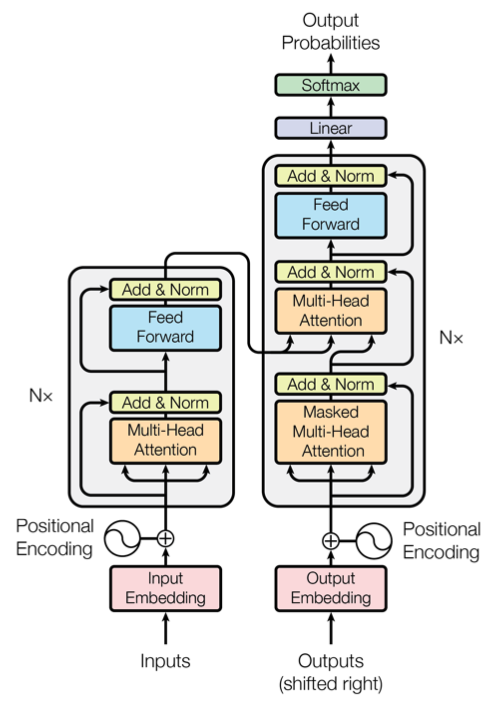 Output
Probabilities
Softmax
Linear
Add & Norm
Feed
Forward
Add & Norm
Multi-Head
Attention
Add & Norm
Masked
Multi-Head
Attention
N×
Add & Norm
Feed
Forward
Add & Norm
Multi-Head
Attention
N×
Positional
Encoding
Positional
Encoding
Input
Embedding
Output
Embedding
Inputs
Outputs
(shifted right)